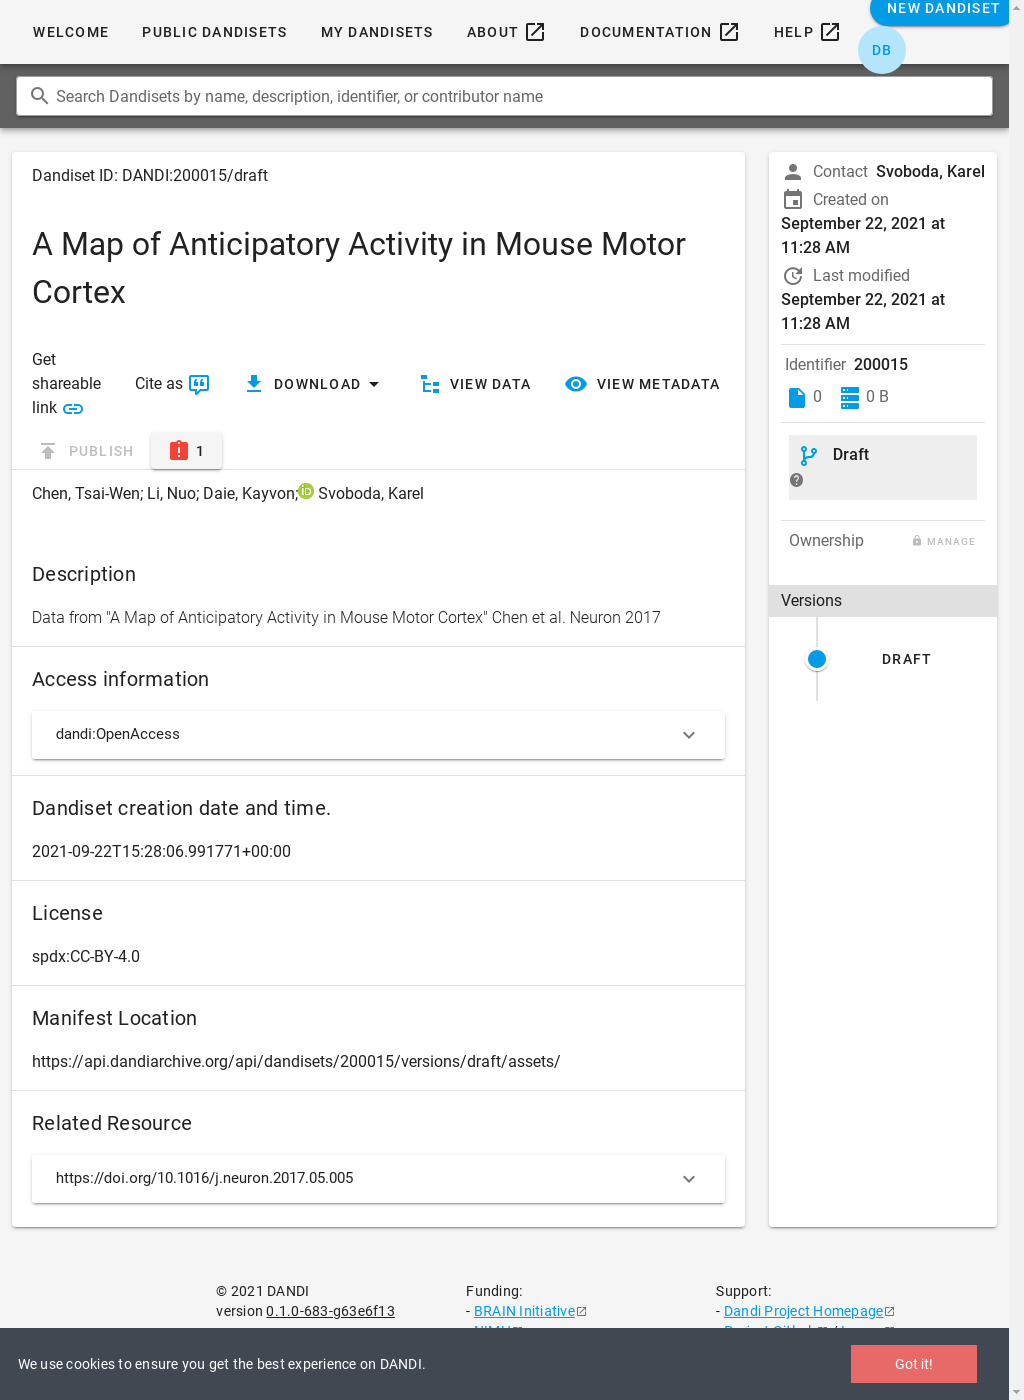 WELCOME
PUBLIC DANDISETS
MY DANDISETS
ABOUT
DOCUMENTATION
HELP
NEW DANDISET
DB
Search Dandisets by name, description, identifier, or contributor name
Dandiset ID: DANDI:200015/draft
A Map of Anticipatory Activity in Mouse Motor
Cortex
Get
shareable
link
Cite as
DOWNLOAD
VIEW DATA
VIEW METADATA
PUBLISH
1
Chen, Tsai-Wen; Li, Nuo; Daie, Kayvon; Svoboda, Karel
Description
Data from "A Map of Anticipatory Activity in Mouse Motor Cortex" Chen et al. Neuron 2017
Access information
dandi:OpenAccess
Dandiset creation date and time.
2021-09-22T15:28:06.991771+00:00
License
spdx:CC-BY-4.0
Manifest Location
https://api.dandiarchive.org/api/dandisets/200015/versions/draft/assets/
Related Resource
https://doi.org/10.1016/j.neuron.2017.05.005
Contact Svoboda, Karel
Created on
September 22, 2021 at
11:28 AM
Last modified
September 22, 2021 at
11:28 AM
Identifier 200015
0
0 B
Draft
Ownership
MANAGE
Versions
DRAFT
© 2021 DANDI
version 0.1.0-683-g63e6f13
Funding:
- BRAIN Initiative
Support:
- Dandi Project Homepage
We use cookies to ensure you get the best experience on DANDI.
Got it!